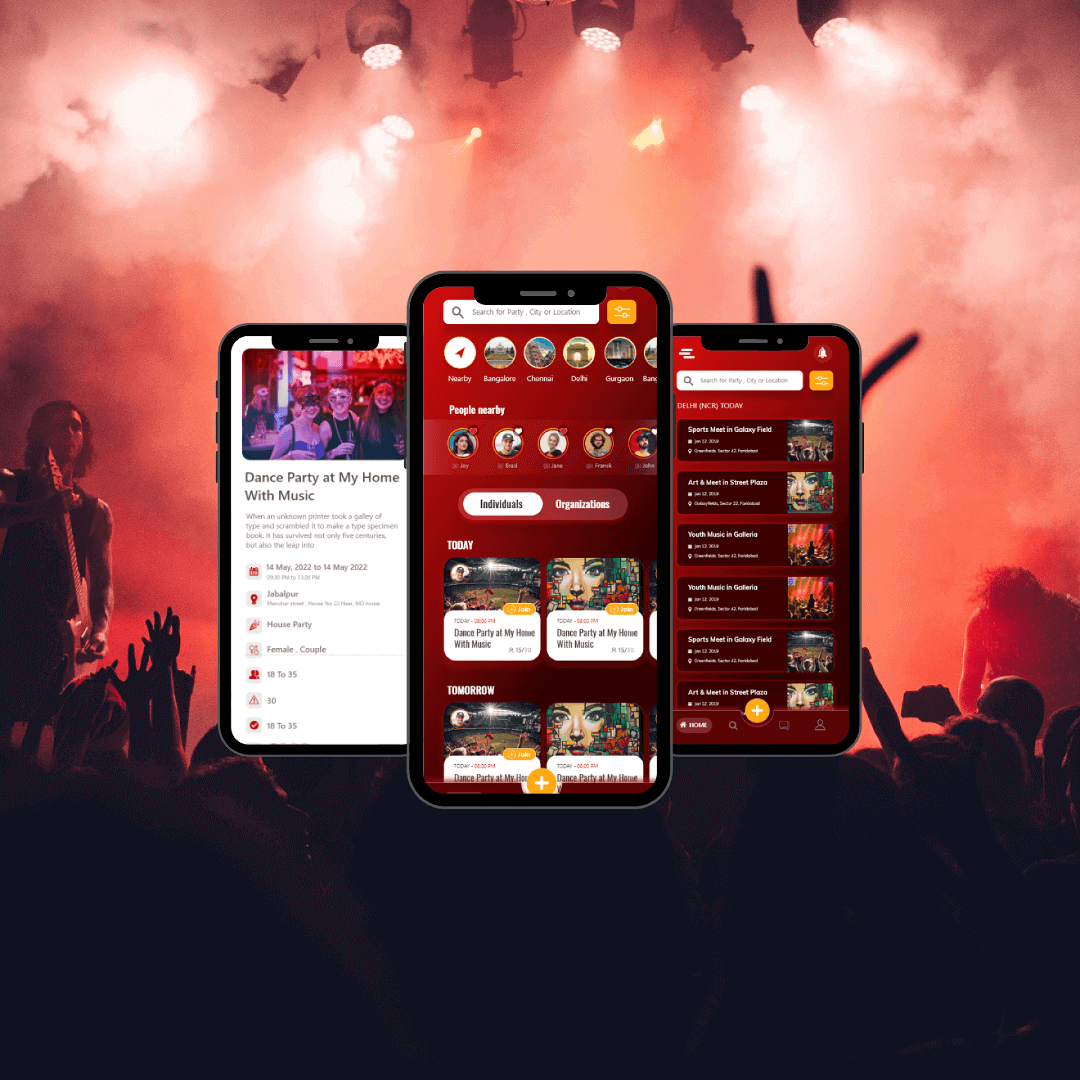 Dance Party at My Home
With Music
When an unknown printer took a galley of
type and scrambled it to make a type specimen
book. It has survived not only five centuries,
but also the leap into
14 May, 2022 to 14 May 2022
09:30 PM to 11:30 PM
Jabalpur
street , House No 22 Near, MD house
House Party
Female , Couple
18 To 35
30
18 To 35
Search for Party , City or Location
Nearby
Bangalore
Chennai
Delhi
Gurgaon
Bang
People nearby
Joy
Brad
Jane
Franck
John
Individuals
Organizations
TODAY
Join
Join
TODAY - 08:00 PM
Dance Party at My Home
With Music
15/30
TODAY - 08:00 PM
Dance Party at My Home
With Music
15/30
TOMORROW
Join
TODAY - 08:00 PM
Dance Party at My Hom
TODAY - 08:00 PM
Dance Party at My Home
Search for Party , City or Location
DELHI (NCR) TODAY
Sports Meet in Galaxy Field
Jan 12, 2019
Greenfields, Sector 42, Faridabad
Art & Meet in Street Plaza
Jan 12, 2019
Galaxyfields, Sector 22, Faridabad
Youth Music in Galleria
Jan 12, 2019
Greenfields, Sector 42, Faridabad
Youth Music in Galleria
Jan 12, 2019
Greenfields, Sector 42, Faridabad
Sports Meet in Galaxy Field
Jan 12, 2019
Greenfields, Sector 42, Faridabad
Art & Meet in Street Plaza
Jan 12, 2019
HOME